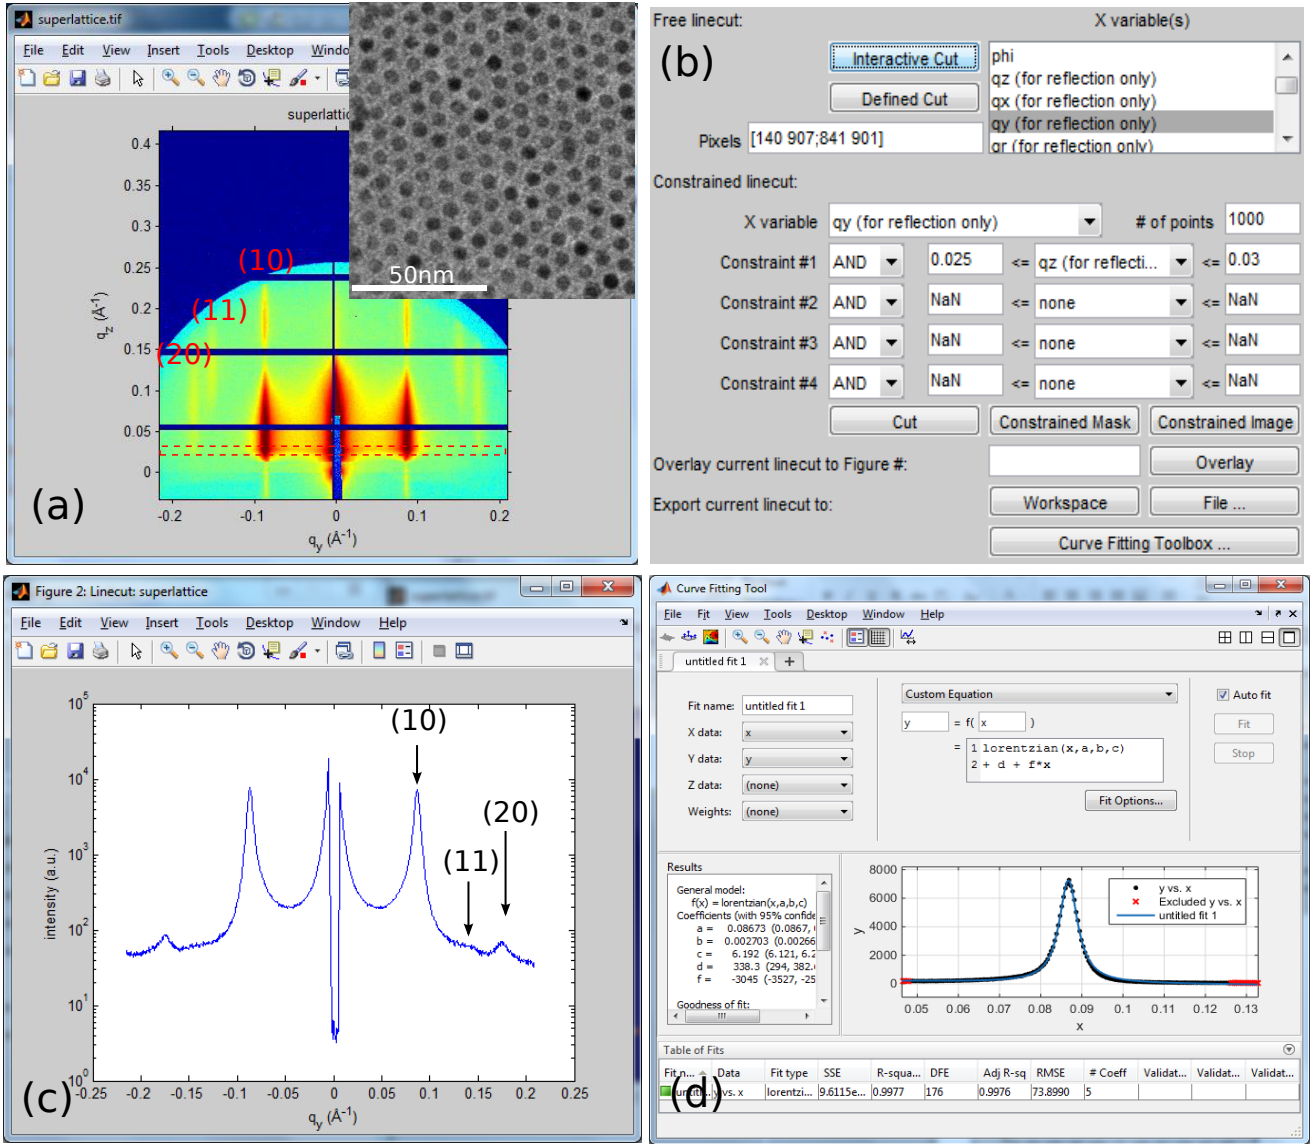 superlattice.tif
File Edit View Insert Tools Desktop Windo
superlattic
0.4
0.35
0.3
0.25
0.2
0.15
0.1
0.05
0
q_z (Å^-1)
(10)
(11)
(20)
50nm
-0.2 -0.1 0 0.1 0.2
q_y (Å^-1)
(a)
Free linecut: X variable(s)
(b)
Interactive Cut
Defined Cut
Pixels [140 907;841 901]
phi
qz (for reflection only)
qx (for reflection only)
qy (for reflection only)
qr (for reflection only)
Constrained linecut:
X variable qy (for reflection only) # of points 1000
Constraint #1 AND 0.025 <= qz (for reflecti... <= 0.03
Constraint #2 AND NaN <= none <= NaN
Constraint #3 AND NaN <= none <= NaN
Constraint #4 AND NaN <= none <= NaN
Cut Constrained Mask Constrained Image
Overlay current linecut to Figure #: Overlay
Export current linecut to: Workspace File ...
Curve Fitting Toolbox ...
Figure 2: Linecut: superlattice
File Edit View Insert Tools Desktop Window Help
10^5
10^4
10^3
10^2
10^1
10^0
intensity (a.u.)
(10)
(20)
(11)
-0.25 -0.2 -0.15 -0.1 -0.05 0 0.05 0.1 0.15 0.2 0.25
q_y (Å^-1)
(c)
Curve Fitting Tool
File Fit View Tools Desktop Window Help
untitled fit 1
Fit name: untitled fit 1
X data: x
Y data: y
Z data: (none)
Weights: (none)
Custom Equation
y = f( x )
= 1 lorentzian(x,a,b,c)
2 + d + f*x
Fit Options...
Auto fit
Fit
Stop
Results
General model:
f(x) = lorentzian(x,a,b,c)
Coefficients (with 95% confide
a = 0.08673 (0.0867,
b = 0.002703 (0.00266
c = 6.192 (6.121, 6.2
d = 338.3 (294, 382.
f = -3045 (-3527, -25
Goodness of fit:
8000
6000
4000
2000
0
y
y vs. x
Excluded y vs. x
untitled fit 1
0.05 0.06 0.07 0.08 0.09 0.1 0.11 0.12 0.13
x
Table of Fits
Fit n... Data Fit type SSE R-squa... DFE Adj R-sq RMSE # Coeff Validat... Validat... Validat...
untitl... y vs. x lorentzi... 9.6115e... 0.9977 176 0.9976 73.8990 5
(d)